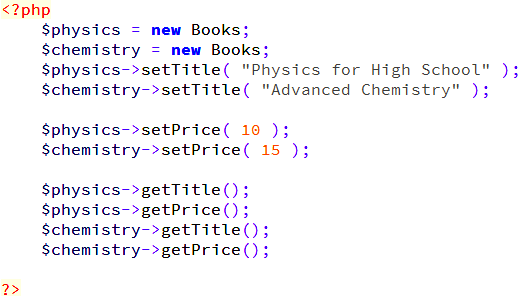 <?php
$physics = new Books;
$chemistry = new Books;
$physics->setTitle( "Physics for High School" );
$chemistry->setTitle( "Advanced Chemistry" );
$physics->setPrice( 10 );
$chemistry->setPrice( 15 );
$physics->getTitle();
$physics->getPrice();
$chemistry->getTitle();
$chemistry->getPrice();
?>